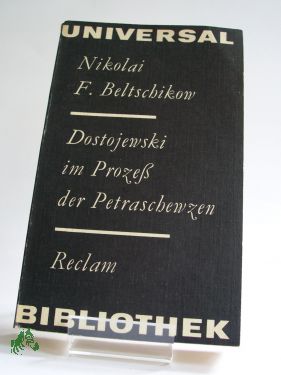 UNIVERSAL
Nikolai
F. Beltschikow
Dostojewski
im Prozeß
der Petraschewzen
Reclam
BIBLIOTHEK